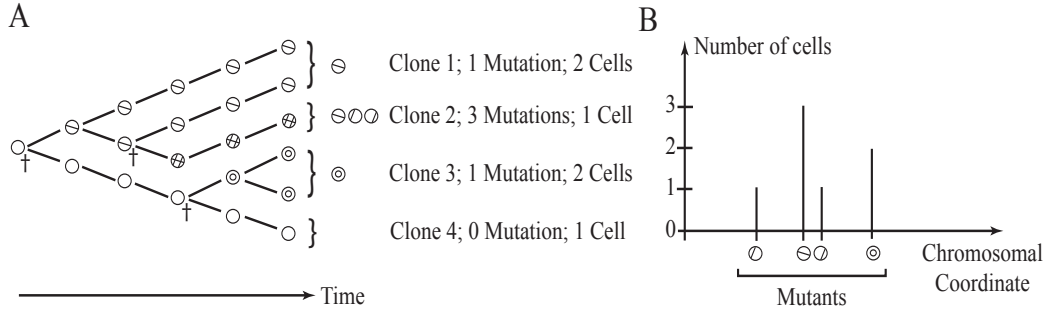 A
†
†
†
Clone 1; 1 Mutation; 2 Cells
Clone 2; 3 Mutations; 1 Cell
Clone 3; 1 Mutation; 2 Cells
Clone 4; 0 Mutation; 1 Cell
Time
B
Number of cells
3
2
1
0
Chromosomal
Coordinate
Mutants